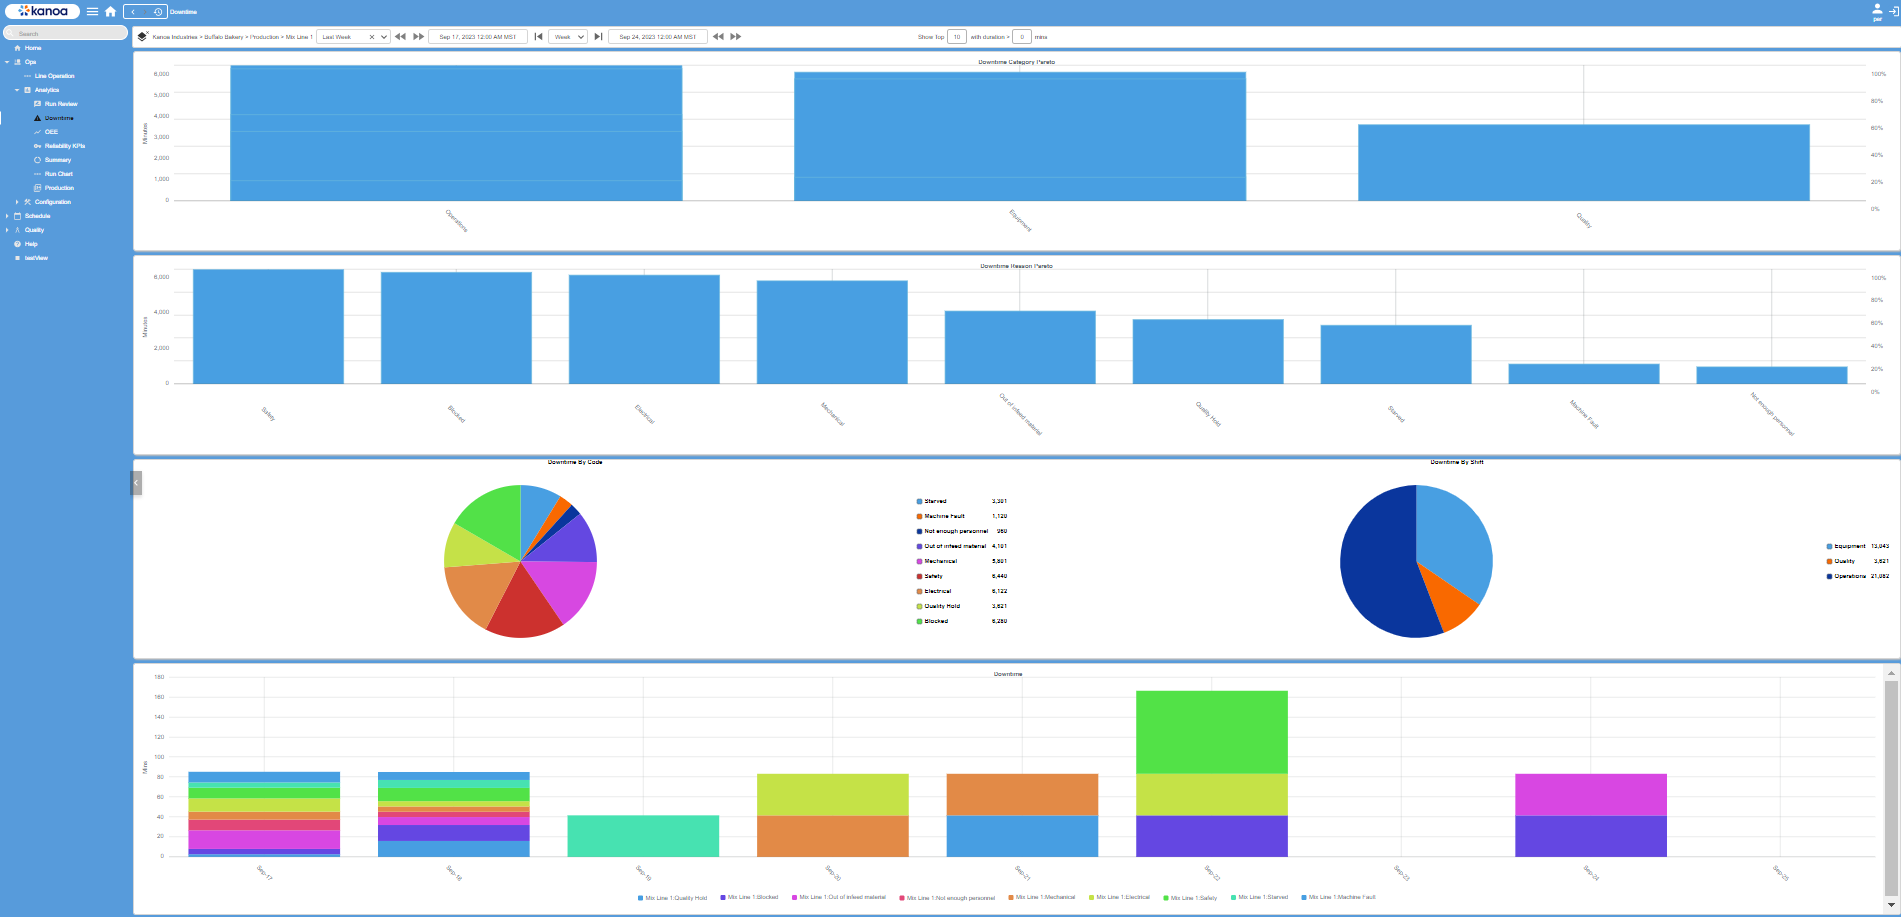 kanoa
Downtime
per
Search
Home
Ops
Line Operation
Analytics
Run Review
Downtime
OEE
Reliability KPIs
Summary
Run Chart
Production
Configuration
Schedule
Quality
Help
testView
Kanoa Industries > Buffalo Bakery > Production > Mix Line 1
Last Week
Sep 17, 2023 12:00 AM MST
Week
Sep 24, 2023 12:00 AM MST
Show Top 10 with duration > 0 mins
Downtime Category Pareto
Minutes
6,000
5,000
4,000
3,000
2,000
1,000
0
100%
80%
60%
40%
20%
0%
Operations
Equipment
Quality
Downtime Reason Pareto
Minutes
6,000
4,000
2,000
0
100%
80%
60%
40%
20%
0%
Safety
Blocked
Electrical
Mechanical
Out of infeed material
Quality Hold
Starved
Machine Fault
Not enough personnel
Downtime By Code
Starved 3,301
Machine Fault 1,120
Not enough personnel 960
Out of infeed material 4,101
Mechanical 5,801
Safety 6,440
Electrical 6,122
Quality Hold 3,621
Blocked 6,280
Downtime By Shift
Equipment 13,043
Quality 3,621
Operations 21,082
Downtime
Mins
180
160
140
120
100
80
60
40
20
0
Sep-17
Sep-18
Sep-19
Sep-20
Sep-21
Sep-22
Sep-23
Sep-24
Sep-25
Mix Line 1:Quality Hold
Mix Line 1:Blocked
Mix Line 1:Out of infeed material
Mix Line 1:Not enough personnel
Mix Line 1:Mechanical
Mix Line 1:Electrical
Mix Line 1:Safety
Mix Line 1:Starved
Mix Line 1:Machine Fault